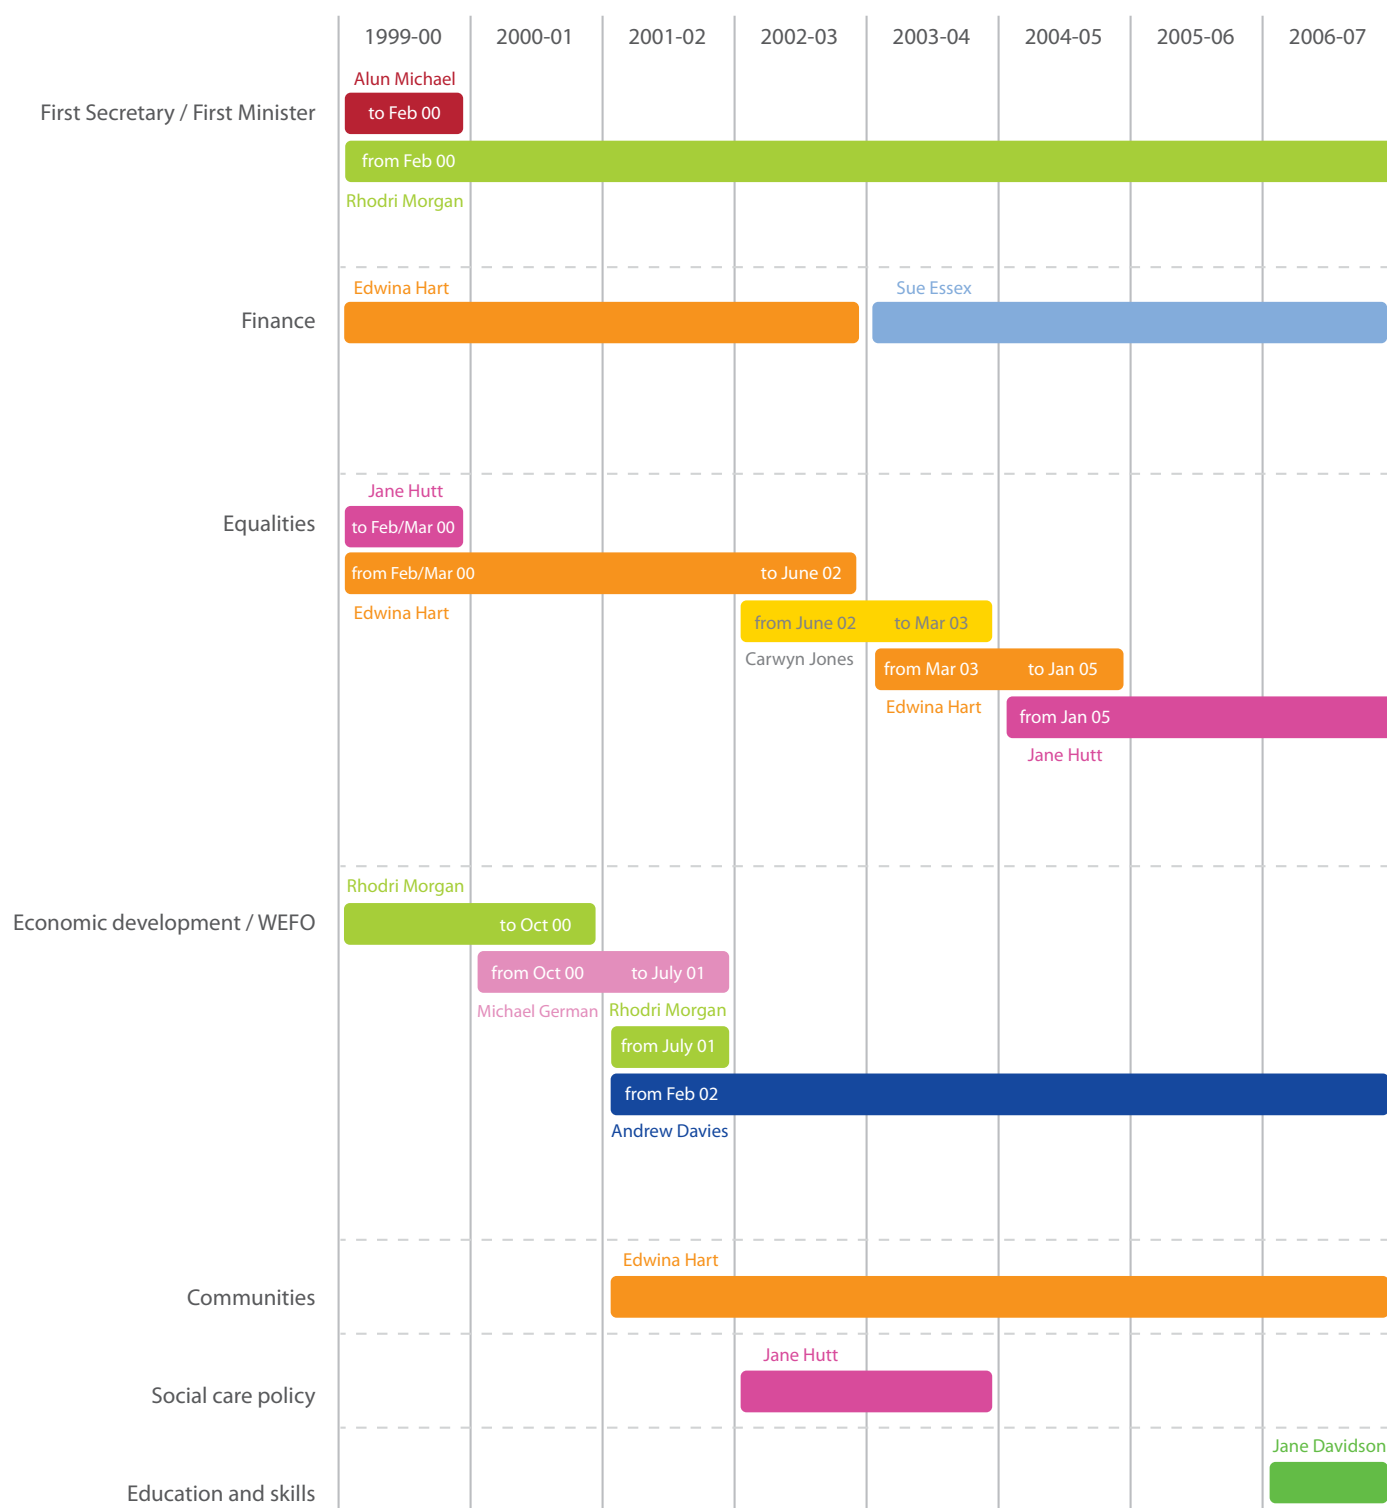 1999-00 2000-01 2001-02 2002-03 2003-04 2004-05 2005-06 2006-07
Alun Michael
First Secretary / First Minister to Feb 00
from Feb 00
Rhodri Morgan
Edwina Hart Sue Essex
Finance
Jane Hutt
Equalities to Feb/Mar 00
from Feb/Mar 00 to June 02
Edwina Hart
from June 02 to Mar 03
Carwyn Jones
from Mar 03 to Jan 05
Edwina Hart
from Jan 05
Jane Hutt
Rhodri Morgan
Economic development / WEFO to Oct 00
from Oct 00 to July 01
Michael German Rhodri Morgan
from July 01
from Feb 02
Andrew Davies
Edwina Hart
Communities
Jane Hutt
Social care policy
Jane Davidson
Education and skills